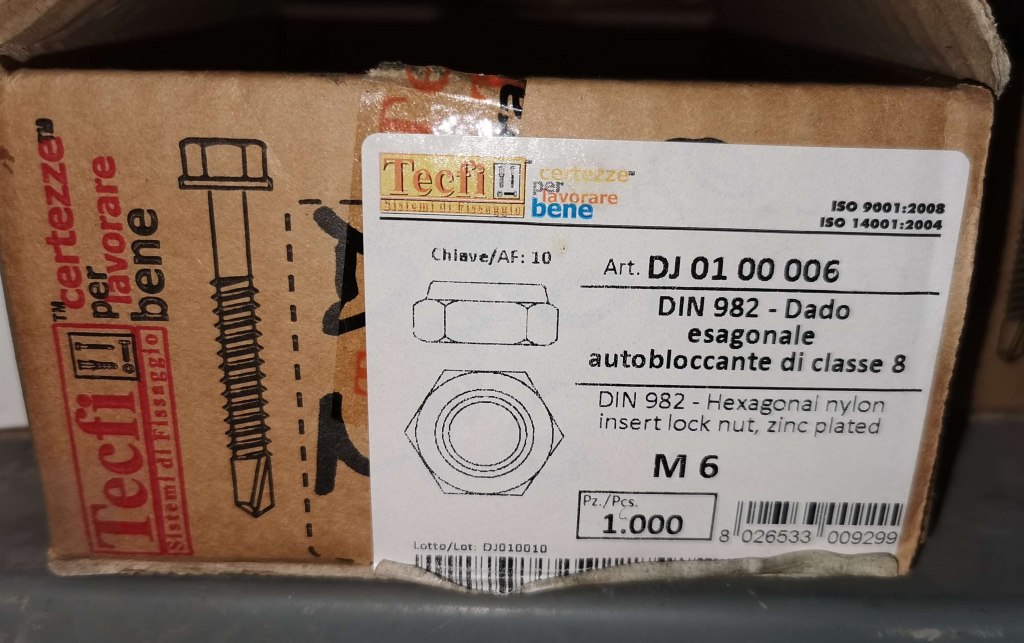 ™
certezze
per
lavorare
bene
Tecfi
Sistemi di Fissaggio
Tecfi
Sistemi di Fissaggio
certezze™
per
lavorare
bene
ISO 9001:2008
ISO 14001:2004
Chiave/AF: 10
Art. DJ 01 00 006
DIN 982 - Dado
esagonale
autobloccante di classe 8
DIN 982 - Hexagonal nylon
insert lock nut, zinc plated
M 6
Pz./Pcs.
1.000
8 026533 009299
Lotto/Lot: DJ010010